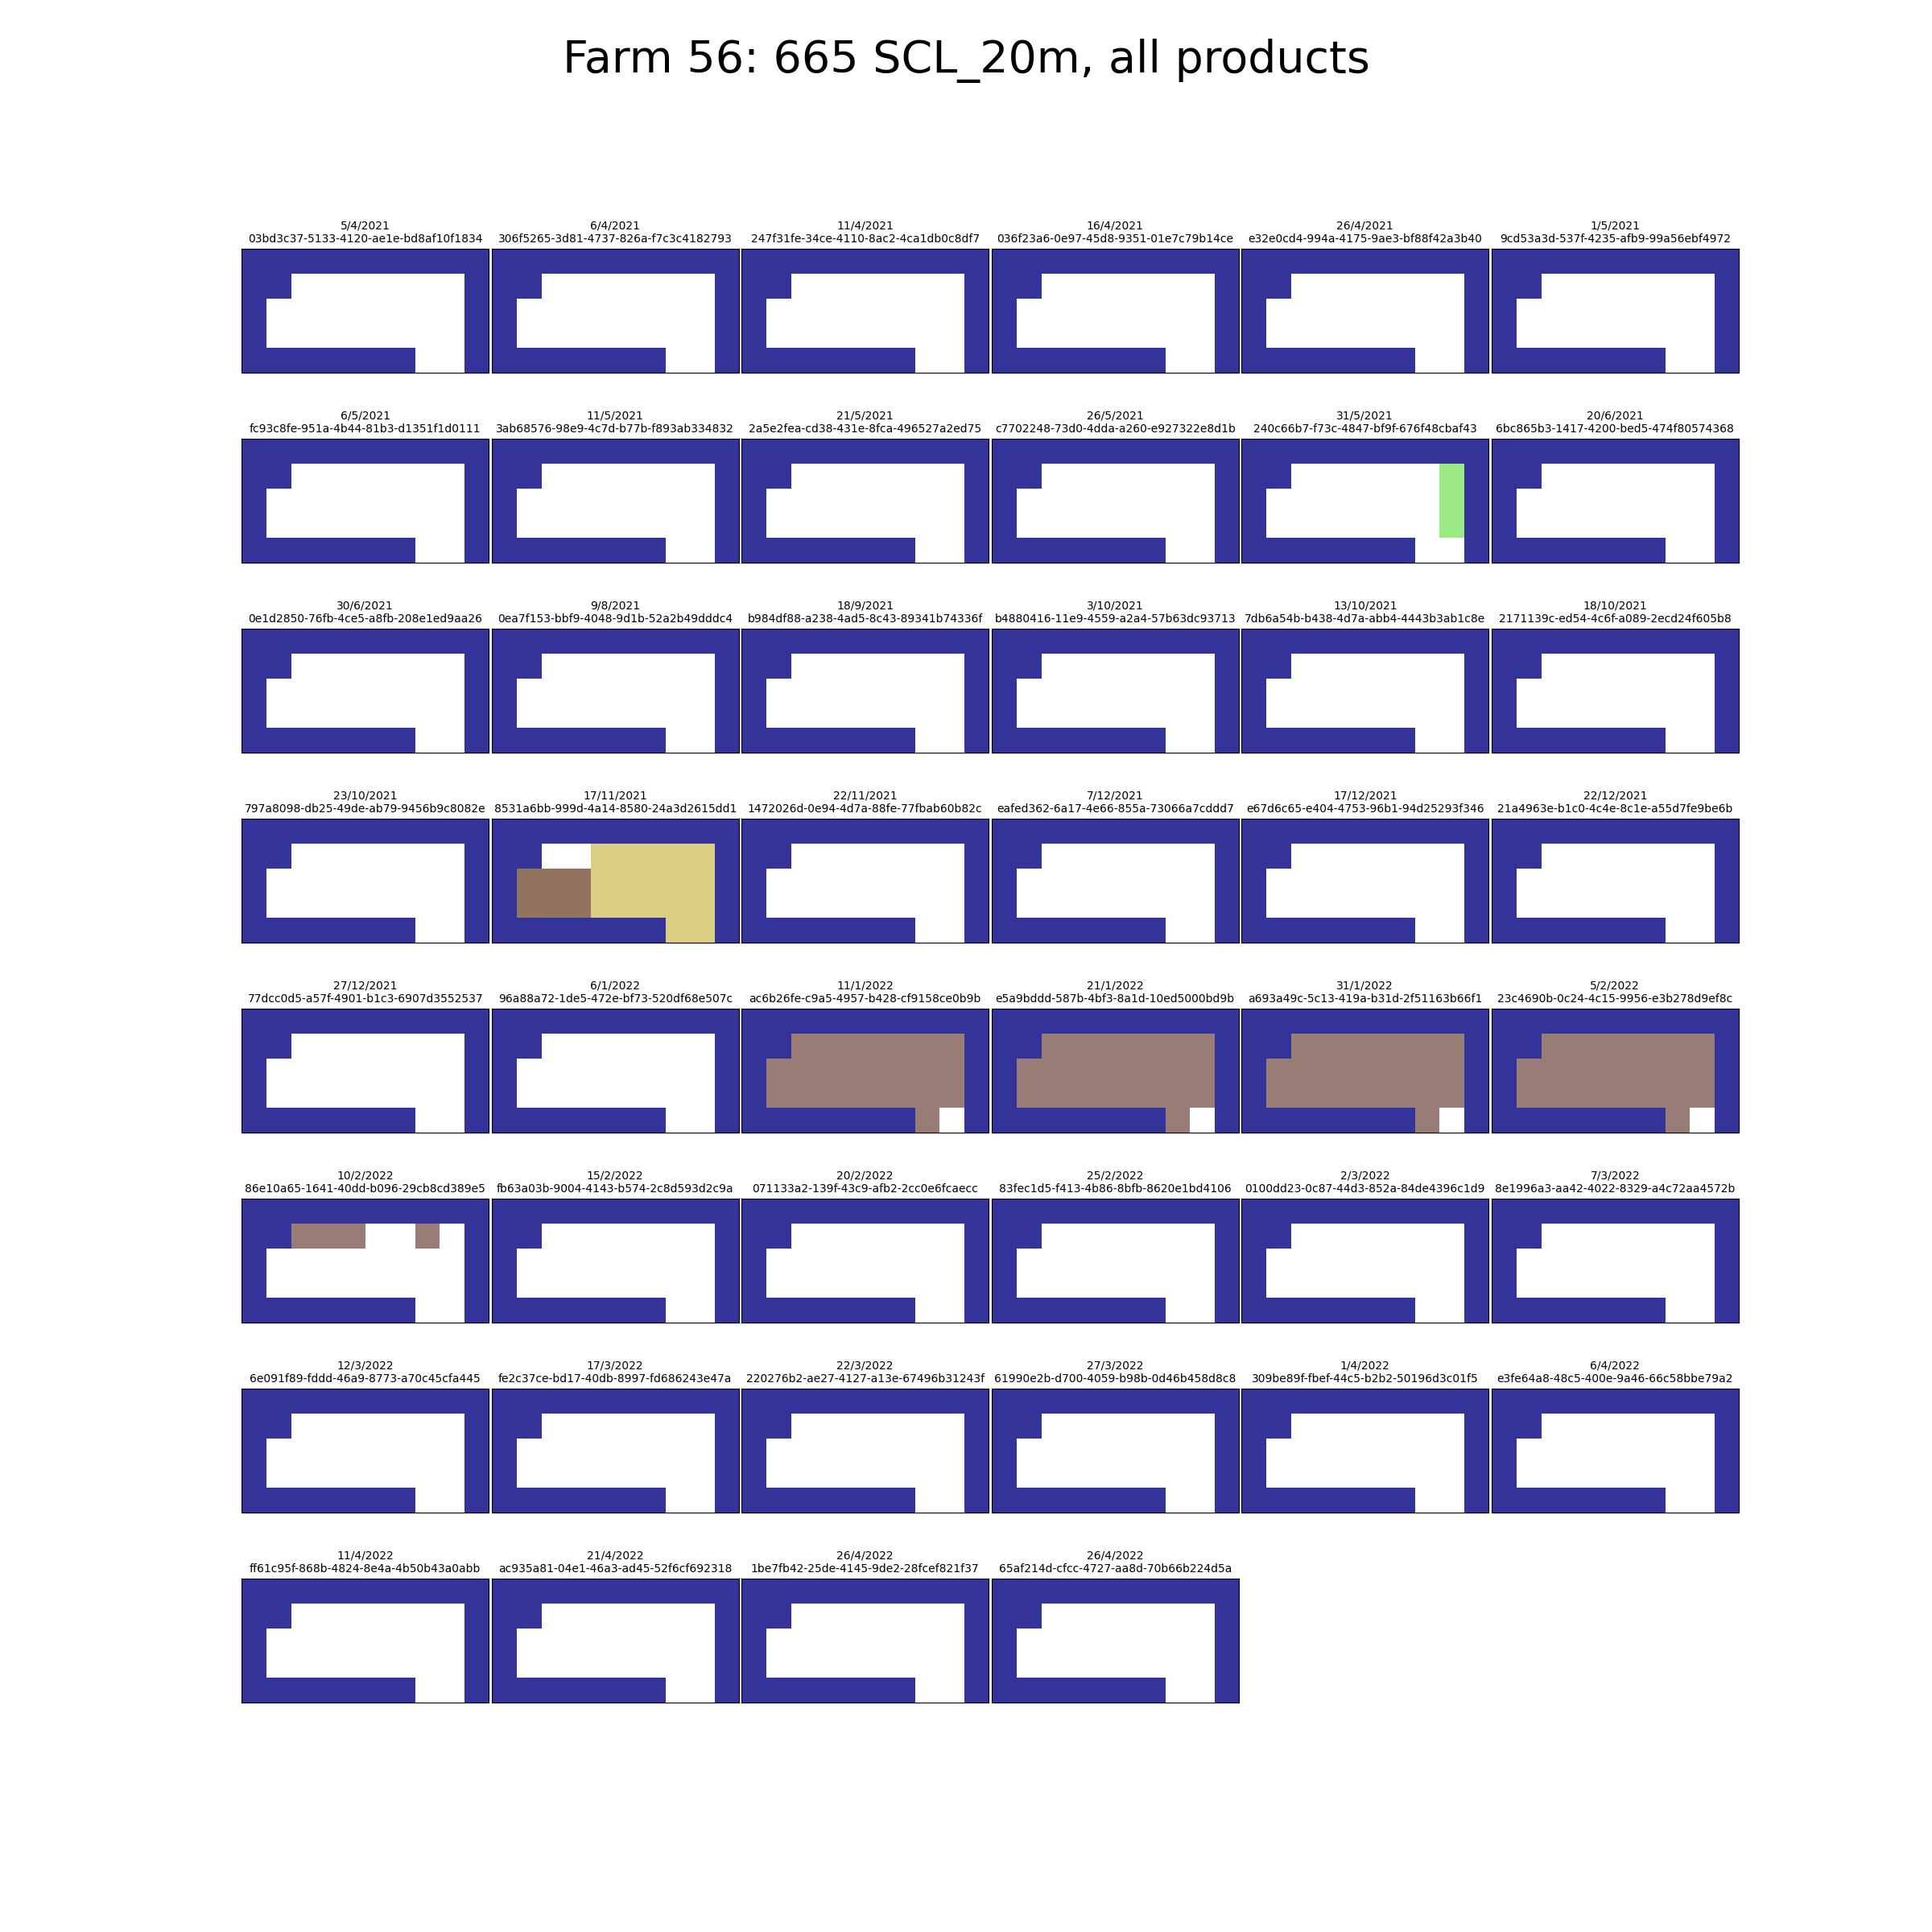 Farm 56: 665 SCL_20m, all products
5/4/2021
03bd3c37-5133-4120-ae1e-bd8af10f1834
6/4/2021
306f5265-3d81-4737-826a-f7c3c4182793
11/4/2021
247f31fe-34ce-4110-8ac2-4ca1db0c8df7
16/4/2021
036f23a6-0e97-45d8-9351-01e7c79b14ce
26/4/2021
e32e0cd4-994a-4175-9ae3-bf88f42a3b40
1/5/2021
9cd53a3d-537f-4235-afb9-99a56ebf4972
6/5/2021
fc93c8fe-951a-4b44-81b3-d1351f1d0111
11/5/2021
3ab68576-98e9-4c7d-b77b-f893ab334832
21/5/2021
2a5e2fea-cd38-431e-8fca-496527a2ed75
26/5/2021
c7702248-73d0-4dda-a260-e927322e8d1b
31/5/2021
240c66b7-f73c-4847-bf9f-676f48cbaf43
20/6/2021
6bc865b3-1417-4200-bed5-474f80574368
30/6/2021
0e1d2850-76fb-4ce5-a8fb-208e1ed9aa26
9/8/2021
0ea7f153-bbf9-4048-9d1b-52a2b49dddc4
18/9/2021
b984df88-a238-4ad5-8c43-89341b74336f
3/10/2021
b4880416-11e9-4559-a2a4-57b63dc93713
13/10/2021
7db6a54b-b438-4d7a-abb4-4443b3ab1c8e
18/10/2021
2171139c-ed54-4c6f-a089-2ecd24f605b8
23/10/2021
797a8098-db25-49de-ab79-9456b9c8082e
17/11/2021
8531a6bb-999d-4a14-8580-24a3d2615dd1
22/11/2021
1472026d-0e94-4d7a-88fe-77fbab60b82c
7/12/2021
eafed362-6a17-4e66-855a-73066a7cddd7
17/12/2021
e67d6c65-e404-4753-96b1-94d25293f346
22/12/2021
21a4963e-b1c0-4c4e-8c1e-a55d7fe9be6b
27/12/2021
77dcc0d5-a57f-4901-b1c3-6907d3552537
6/1/2022
96a88a72-1de5-472e-bf73-520df68e507c
11/1/2022
ac6b26fe-c9a5-4957-b428-cf9158ce0b9b
21/1/2022
e5a9bddd-587b-4bf3-8a1d-10ed5000bd9b
31/1/2022
a693a49c-5c13-419a-b31d-2f51163b66f1
5/2/2022
23c4690b-0c24-4c15-9956-e3b278d9ef8c
10/2/2022
86e10a65-1641-40dd-b096-29cb8cd389e5
15/2/2022
fb63a03b-9004-4143-b574-2c8d593d2c9a
20/2/2022
071133a2-139f-43c9-afb2-2cc0e6fcaecc
25/2/2022
83fec1d5-f413-4b86-8bfb-8620e1bd4106
2/3/2022
0100dd23-0c87-44d3-852a-84de4396c1d9
7/3/2022
8e1996a3-aa42-4022-8329-a4c72aa4572b
12/3/2022
6e091f89-fddd-46a9-8773-a70c45cfa445
17/3/2022
fe2c37ce-bd17-40db-8997-fd686243e47a
22/3/2022
220276b2-ae27-4127-a13e-67496b31243f
27/3/2022
61990e2b-d700-4059-b98b-0d46b458d8c8
1/4/2022
309be89f-fbef-44c5-b2b2-50196d3c01f5
6/4/2022
e3fe64a8-48c5-400e-9a46-66c58bbe79a2
11/4/2022
ff61c95f-868b-4824-8e4a-4b50b43a0abb
21/4/2022
ac935a81-04e1-46a3-ad45-52f6cf692318
26/4/2022
1be7fb42-25de-4145-9de2-28fcef821f37
26/4/2022
65af214d-cfcc-4727-aa8d-70b66b224d5a